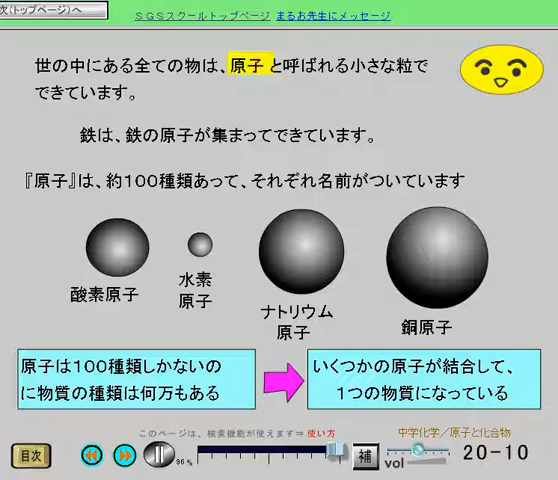 次(トップページ)へ
SGSスクールトップページ まるお先生にメッセージ
世の中にある全ての物は、原子と呼ばれる小さな粒で
できています。
鉄は、鉄の原子が集まってできています。
『原子』は、約100種類あって、それぞれ名前がついています
酸素原子
水素
原子
ナトリウム
原子
銅原子
原子は100種類しかないの
に物質の種類は何万もある
いくつかの原子が結合して、
1つの物質になっている
このページは、検索機能が使えます⇒ 使い方
中学化学／原子と化合物
目次
96%
補
vol
20-10